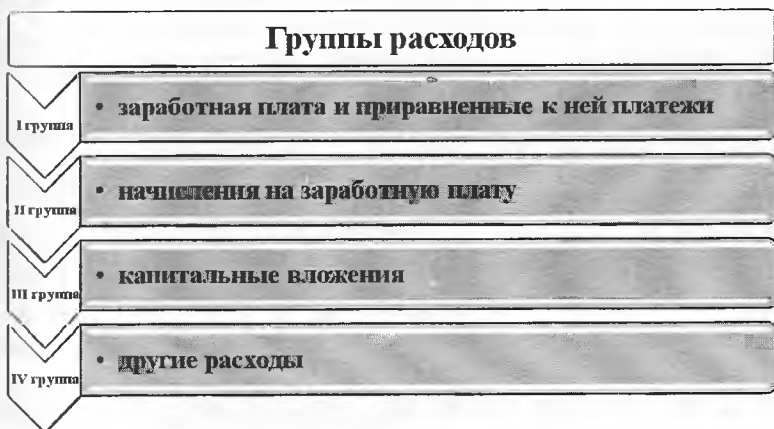 Группы расходов
I группа
• заработная плата и приравненные к ней платежи
II группа
• начисления на заработную плату
III группа
• капитальные вложения
IV группа
• другие расходы